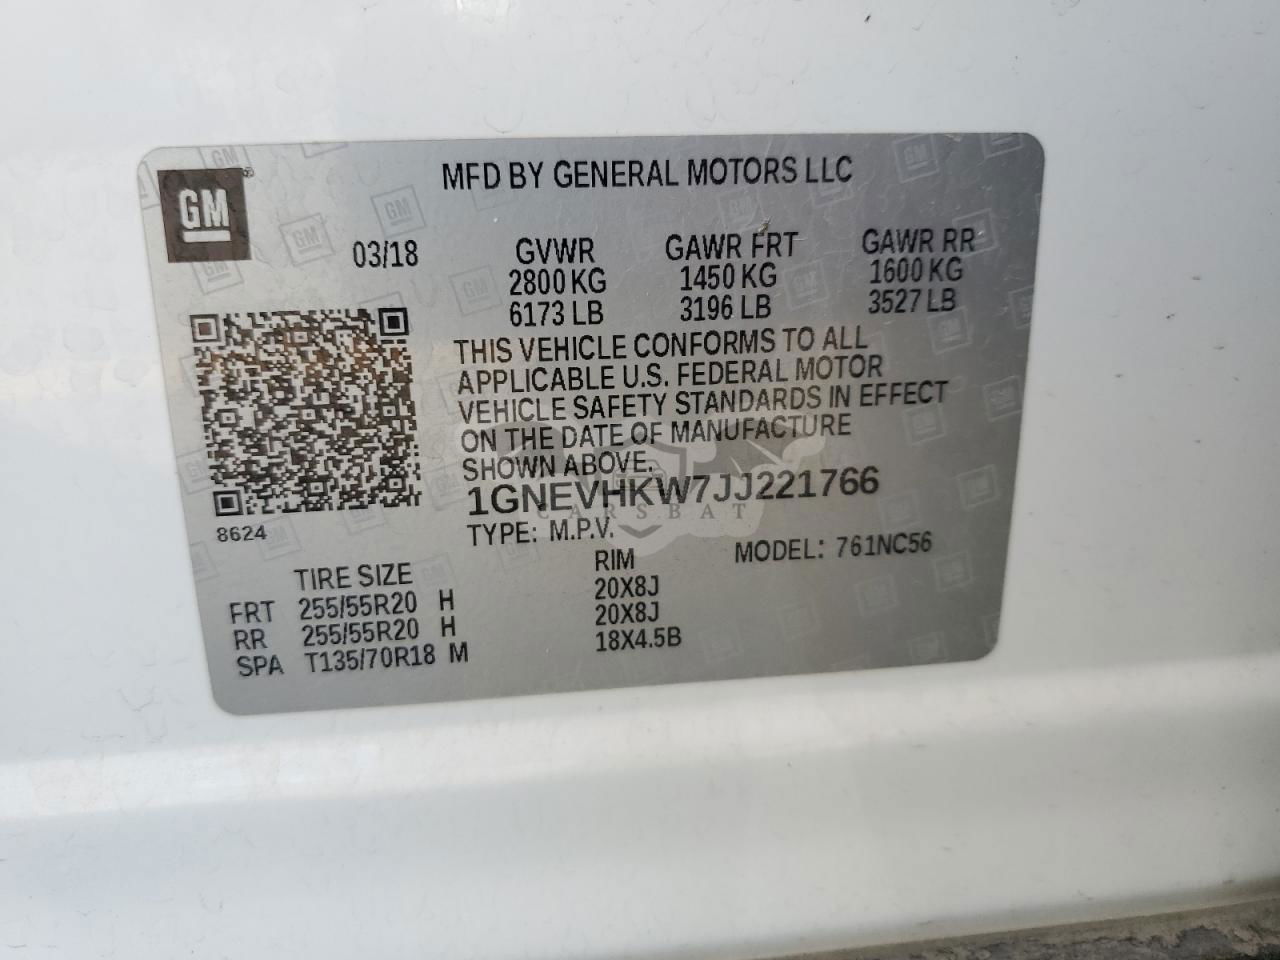 MFD BY GENERAL MOTORS LLC
GM
03/18 GVWR GAWR FRT GAWR RR
2800 KG 1450 KG 1600 KG
6173 LB 3196 LB 3527 LB
THIS VEHICLE CONFORMS TO ALL
APPLICABLE U.S. FEDERAL MOTOR
VEHICLE SAFETY STANDARDS IN EFFECT
ON THE DATE OF MANUFACTURE
SHOWN ABOVE.
1GNEVHKW7JJ221766
CARSBAT
8624
TYPE: M.P.V. MODEL: 761NC56
TIRE SIZE RIM
FRT 255/55R20 H 20X8J
RR 255/55R20 H 20X8J
SPA T135/70R18 M 18X4.5B